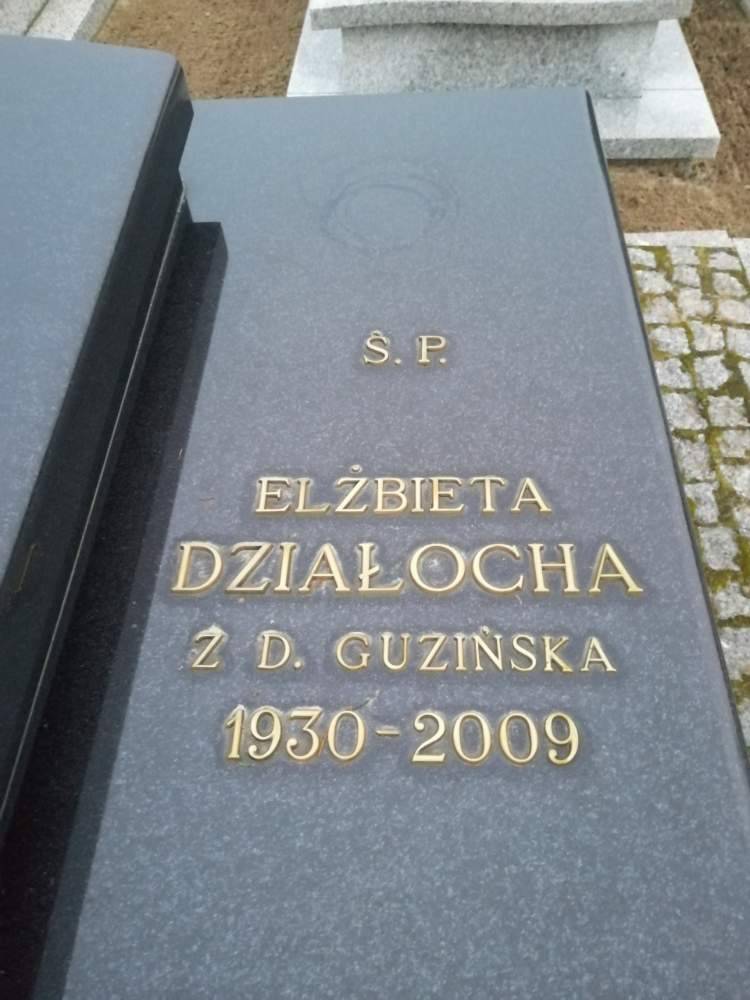 Ś. P.
ELŻBIETA
DZIAŁOCHA
Z D. GUZIŃSKA
1930-2009